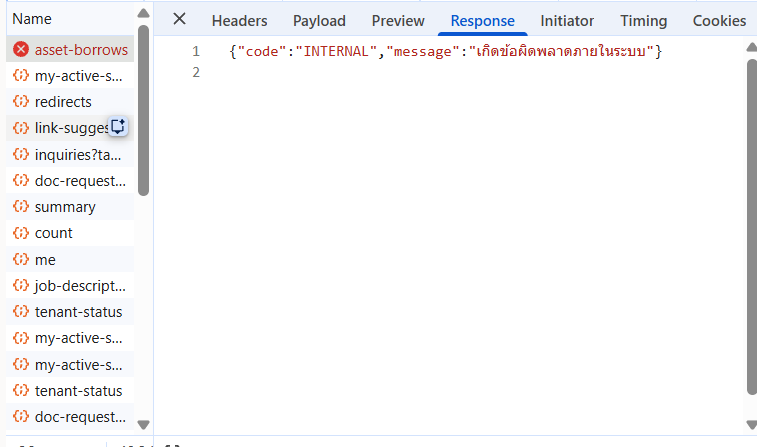 Name
Headers Payload Preview Response Initiator Timing Cookies
asset-borrows
my-active-s...
redirects
link-sugges
inquiries?ta...
doc-request...
summary
count
me
job-descript...
tenant-status
my-active-s...
my-active-s...
tenant-status
doc-request...
1 {"code":"INTERNAL","message":"เกิดข้อผิดพลาดภายในระบบ"}
2